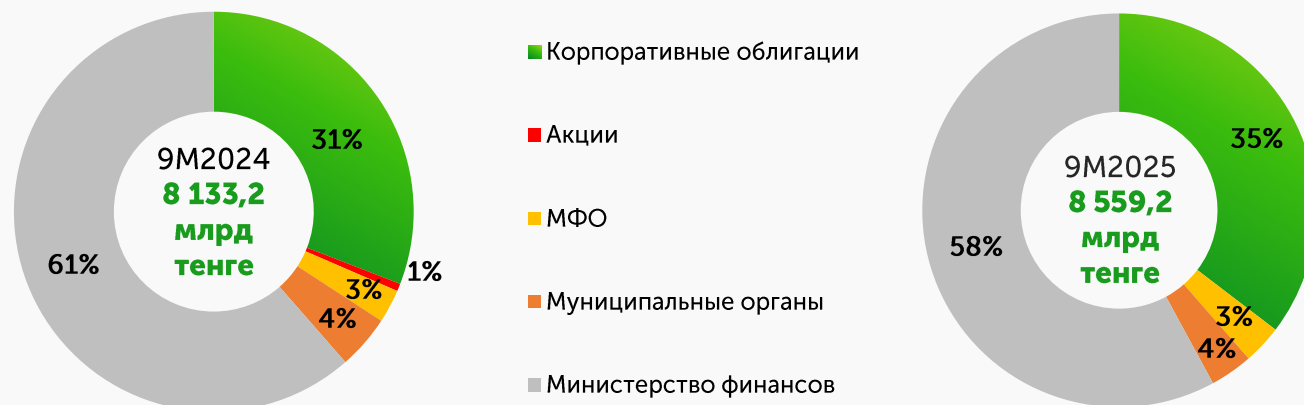 31%
9M2024
8 133,2
млрд
тенге
61%
1%
3%
4%
Корпоративные облигации
Акции
МФО
Муниципальные органы
Министерство финансов
35%
9M2025
8 559,2
млрд
тенге
58%
3%
4%